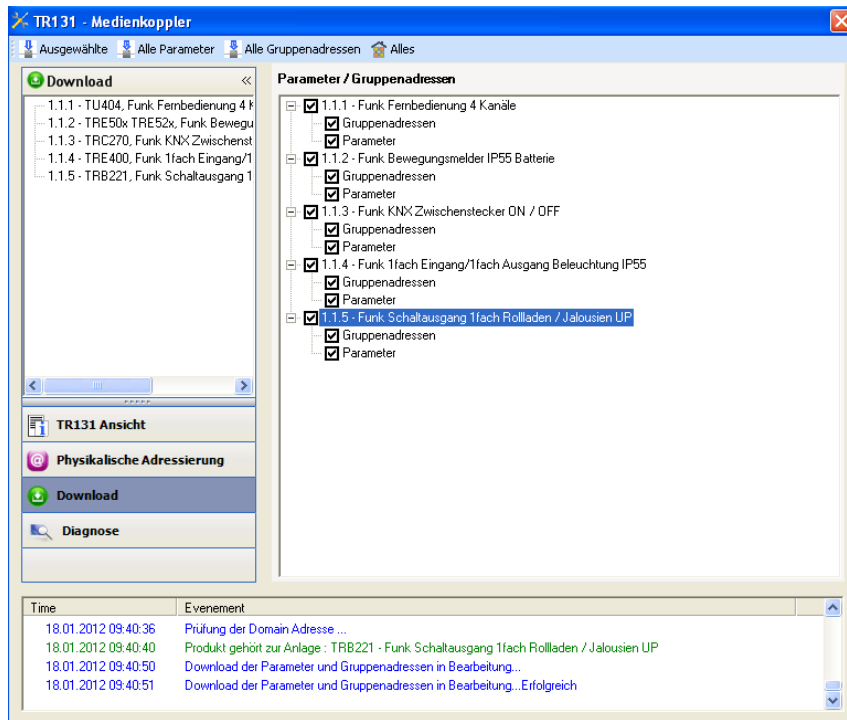 TR131 - Medienkoppler
Ausgewählte Alle Parameter Alle Gruppenadressen Alles
Download
1.1.1 - TU404, Funk Fernbedienung 4 K
1.1.2 - TRE50x TRE52x, Funk Bewegu
1.1.3 - TRC270, Funk KNX Zwischenst
1.1.4 - TRE400, Funk 1fach Eingang/1
1.1.5 - TRB221, Funk Schaltausgang 1
TR131 Ansicht
Physikalische Adressierung
Download
Diagnose
Parameter / Gruppenadressen
1.1.1 - Funk Fernbedienung 4 Kanäle
Gruppenadressen
Parameter
1.1.2 - Funk Bewegungsmelder IP55 Batterie
Gruppenadressen
Parameter
1.1.3 - Funk KNX Zwischenstecker ON / OFF
Gruppenadressen
Parameter
1.1.4 - Funk 1fach Eingang/1fach Ausgang Beleuchtung IP55
Gruppenadressen
Parameter
1.1.5 - Funk Schaltausgang 1fach Rollladen / Jalousien UP
Gruppenadressen
Parameter
Time Evenement
18.01.2012 09:40:36 Prüfung der Domain Adresse ...
18.01.2012 09:40:40 Produkt gehört zur Anlage : TRB221 - Funk Schaltausgang 1fach Rollladen / Jalousien UP
18.01.2012 09:40:50 Download der Parameter und Gruppenadressen in Bearbeitung...
18.01.2012 09:40:51 Download der Parameter und Gruppenadressen in Bearbeitung...Erfolgreich